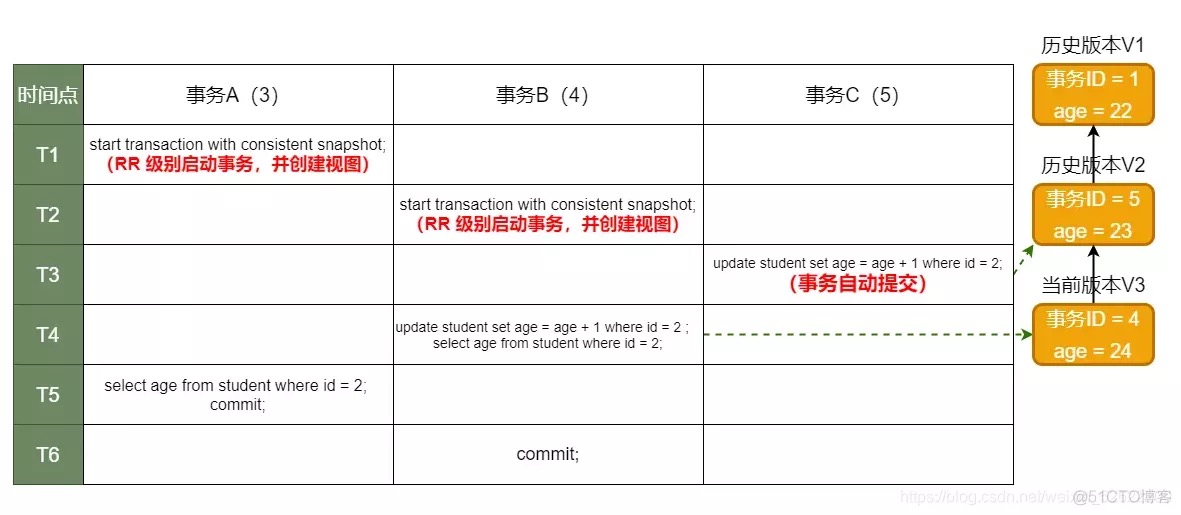 历史版本V1
时间点
事务A（3）
事务B（4）
事务C（5）
事务ID = 1
age = 22
T1
start transaction with consistent snapshot;
（RR 级别启动事务，并创建视图）
历史版本V2
T2
start transaction with consistent snapshot;
（RR 级别启动事务，并创建视图）
事务ID = 5
age = 23
T3
update student set age = age + 1 where id = 2;
（事务自动提交）
当前版本V3
T4
update student set age = age + 1 where id = 2 ;
select age from student where id = 2;
事务ID = 4
age = 24
T5
select age from student where id = 2;
commit;
T6
commit;
@51CTO博客